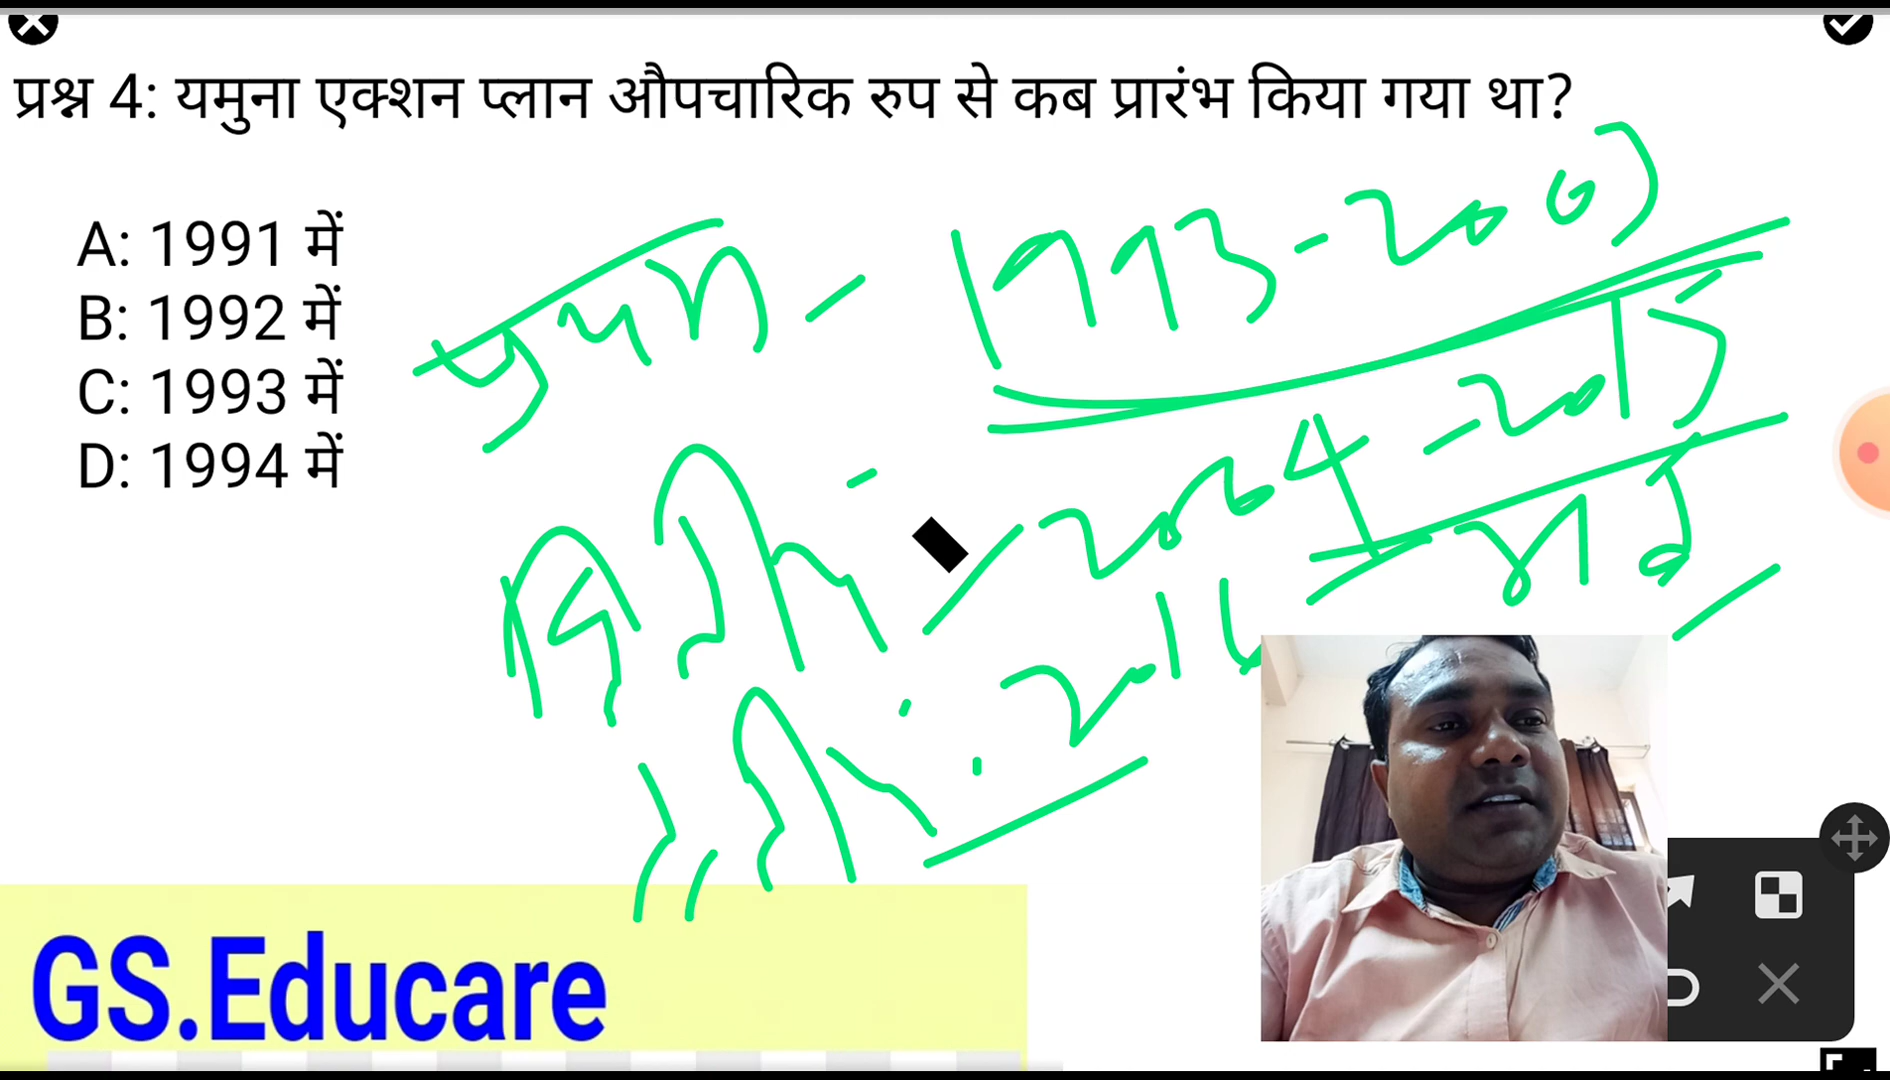 प्रश्न 4: यमुना एक्शन प्लान औपचारिक रुप से कब प्रारंभ किया गया था?
A: 1991 में
B: 1992 में
C: 1993 में
D: 1994 में
प्रथम - 1993-2003
द्वितीय - 2004 - 2015
मार्च
तृतीय : 2016
GS.Educare